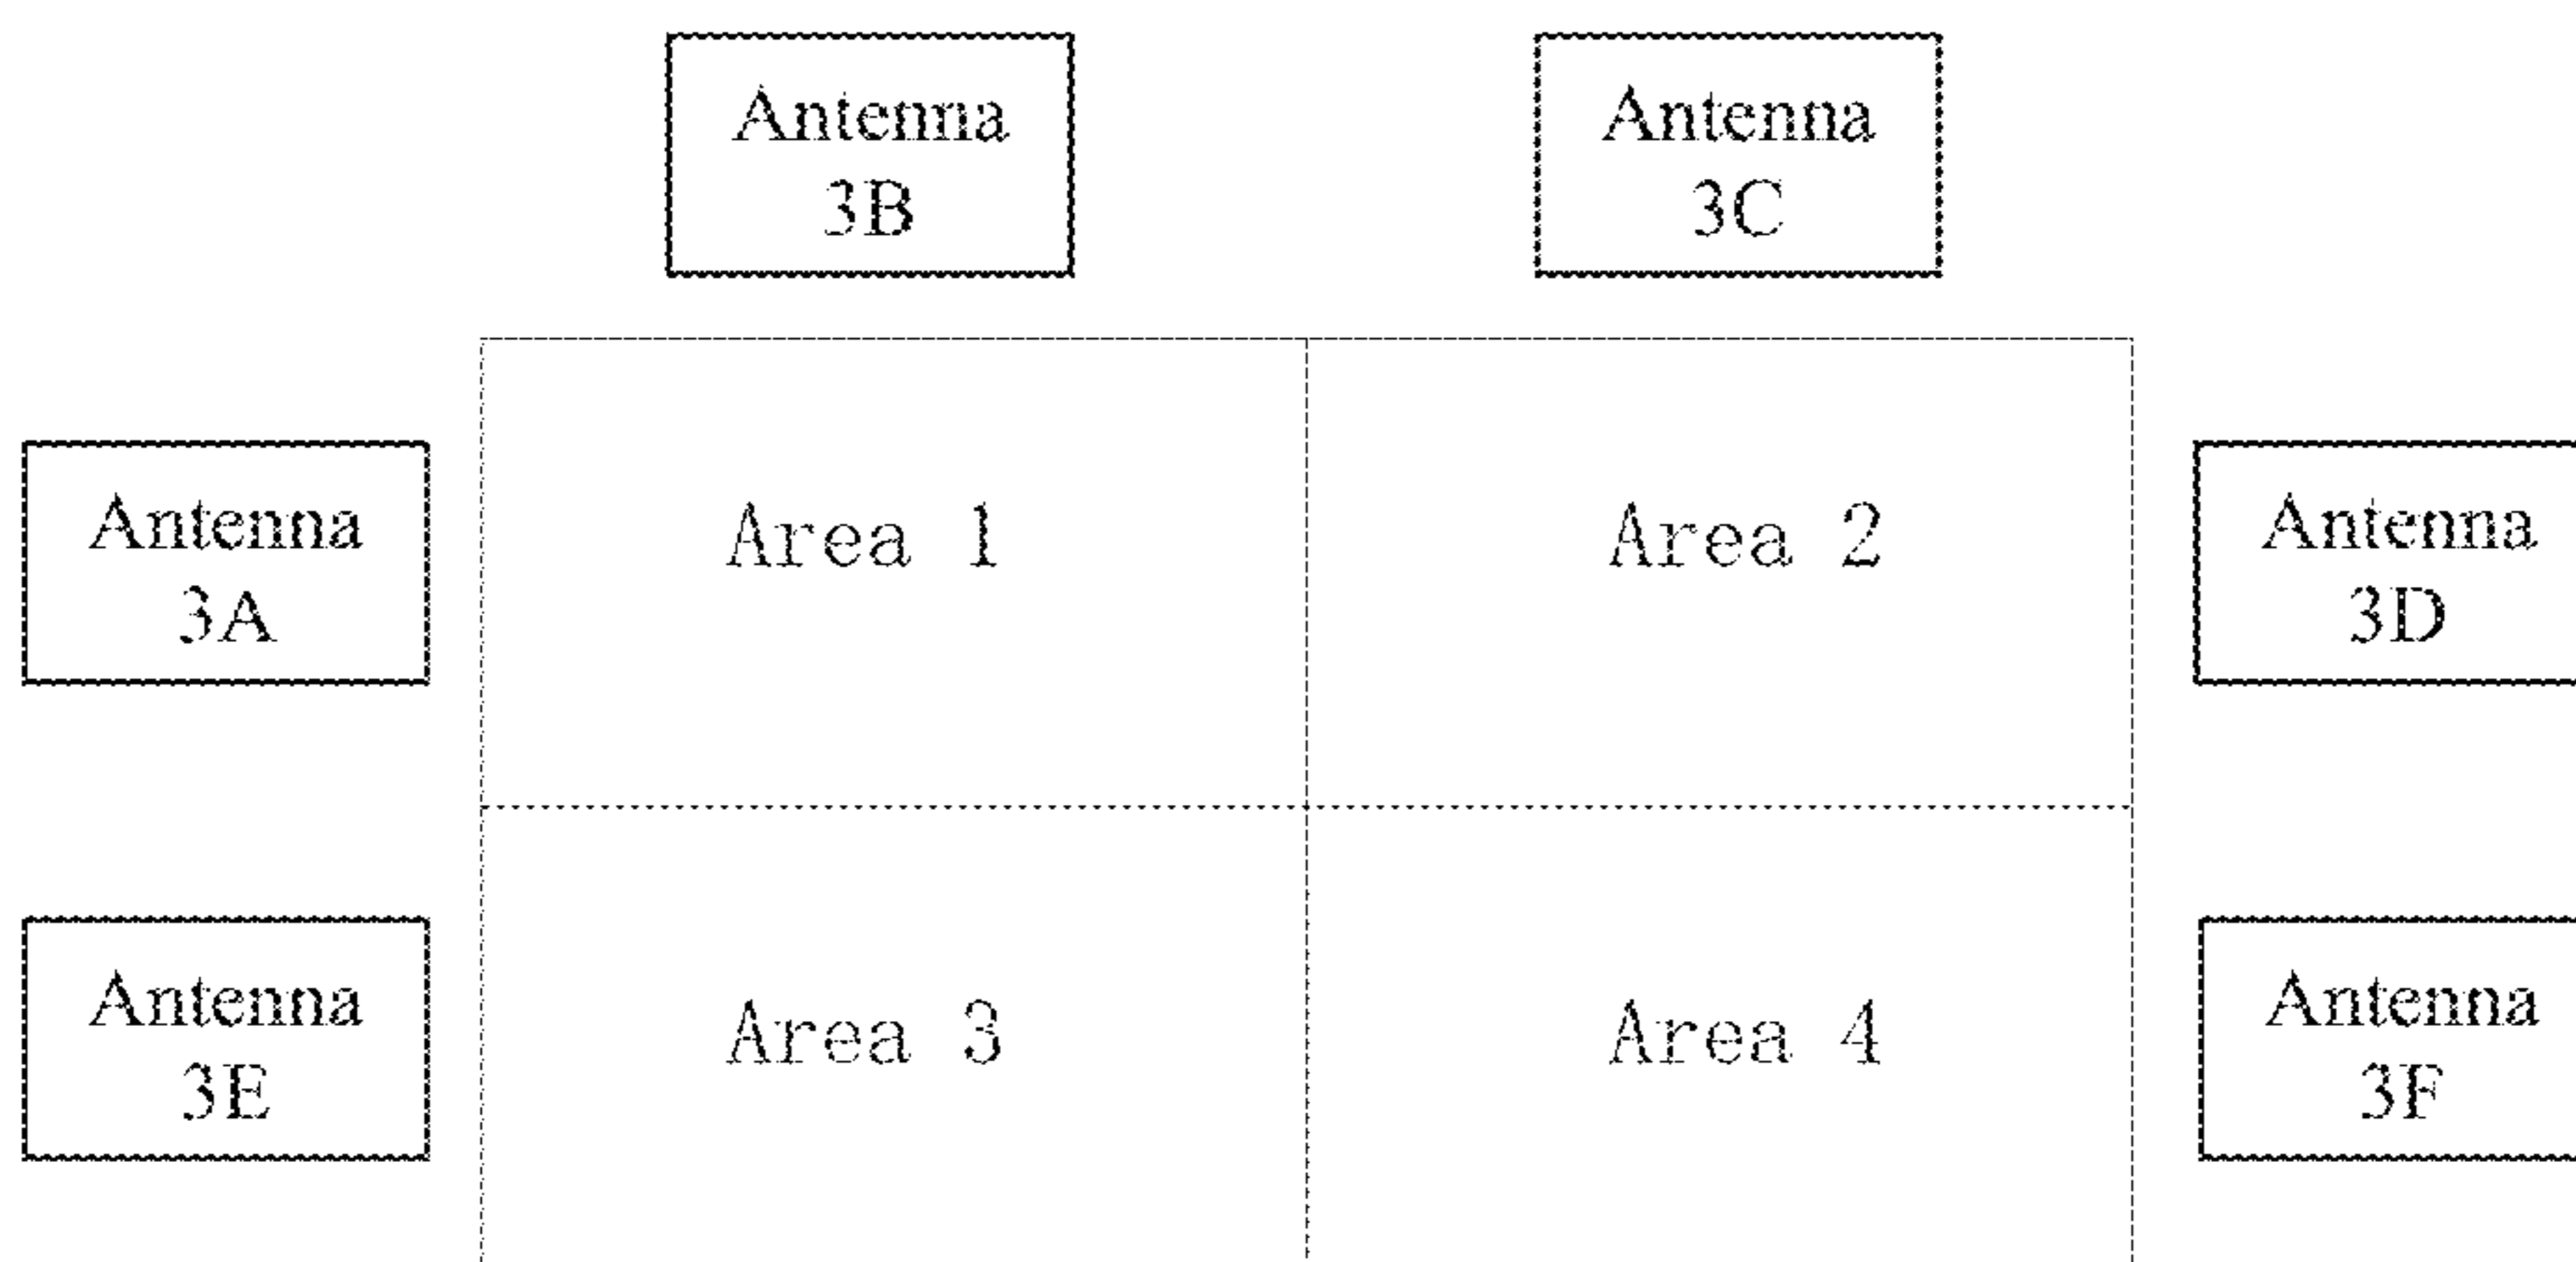 Antenna
3B
Antenna
3C
Antenna
3A
Area 1
Area 2
Antenna
3D
Antenna
3E
Area 3
Area 4
Antenna
3F